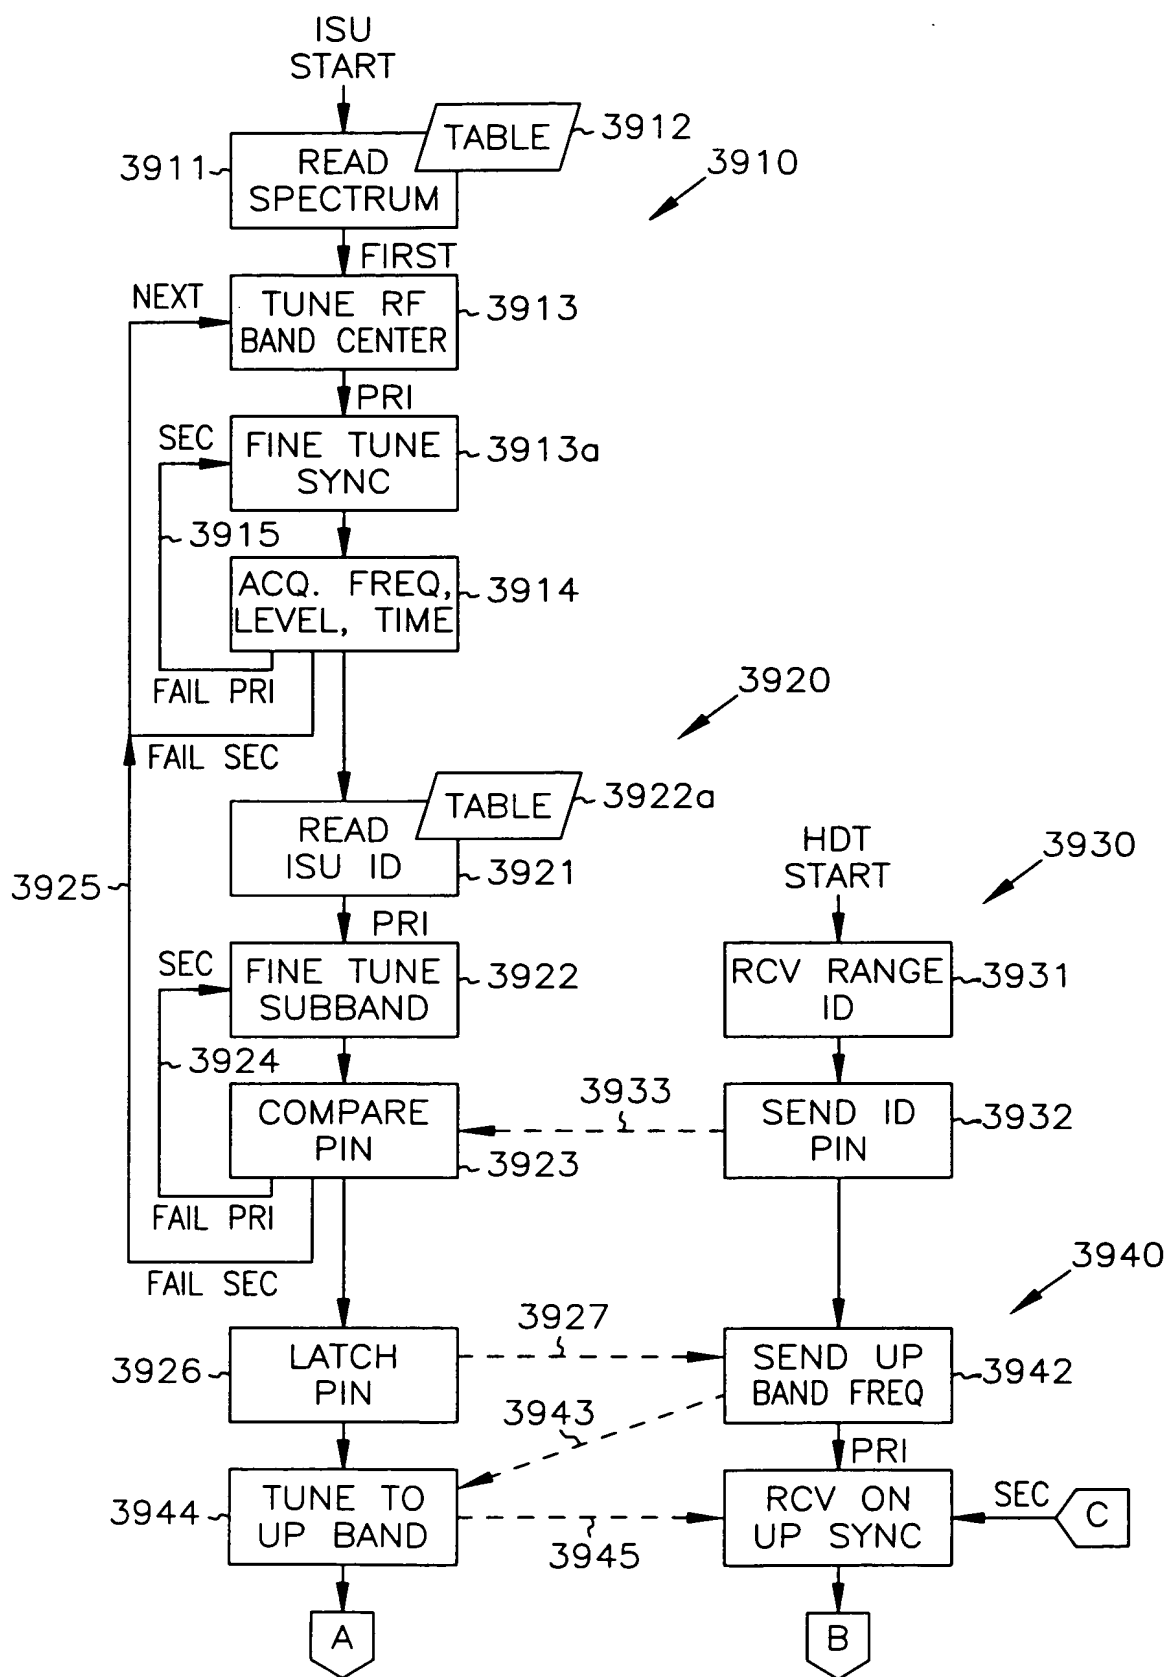 ISU
START
TABLE
3912
3911
READ
SPECTRUM
3910
FIRST
NEXT
TUNE RF
BAND CENTER
3913
PRI
SEC
FINE TUNE
SYNC
3913a
3915
ACQ. FREQ,
LEVEL, TIME
3914
FAIL PRI
FAIL SEC
3920
TABLE
3922a
READ
ISU ID
3921
3925
HDT
START
3930
PRI
SEC
FINE TUNE
SUBBAND
3922
RCV RANGE
ID
3931
3924
COMPARE
PIN
3923
3933
SEND ID
PIN
3932
FAIL PRI
FAIL SEC
3940
3926
LATCH
PIN
3927
SEND UP
BAND FREQ
3942
3943
PRI
3944
TUNE TO
UP BAND
3945
RCV ON
UP SYNC
SEC
C
A
B